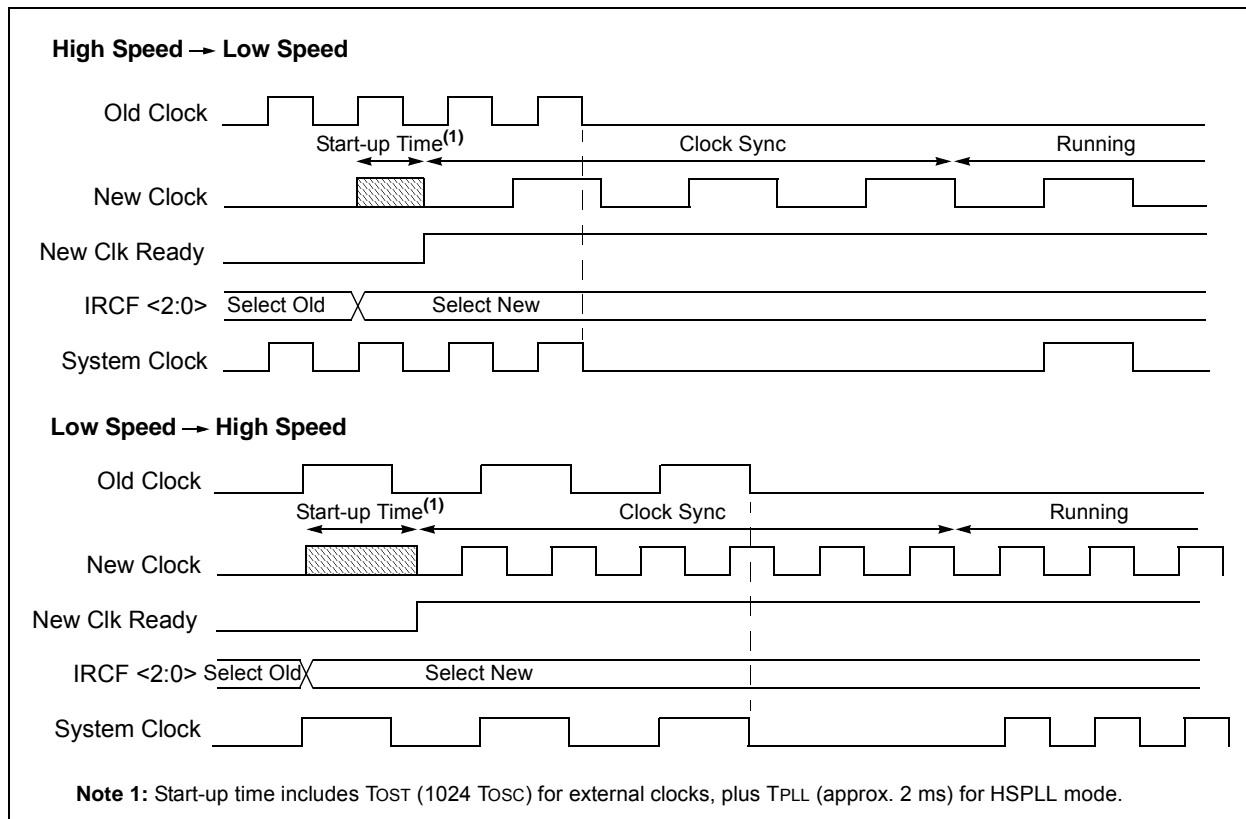 High Speed → Low Speed
Old Clock
Start-up Time(1) Clock Sync Running
New Clock
New Clk Ready
IRCF <2:0> Select Old Select New
System Clock
Low Speed → High Speed
Old Clock
Start-up Time(1) Clock Sync Running
New Clock
New Clk Ready
IRCF <2:0> Select Old Select New
System Clock
Note 1: Start-up time includes TOST (1024 TOSC) for external clocks, plus TPLL (approx. 2 ms) for HSPLL mode.